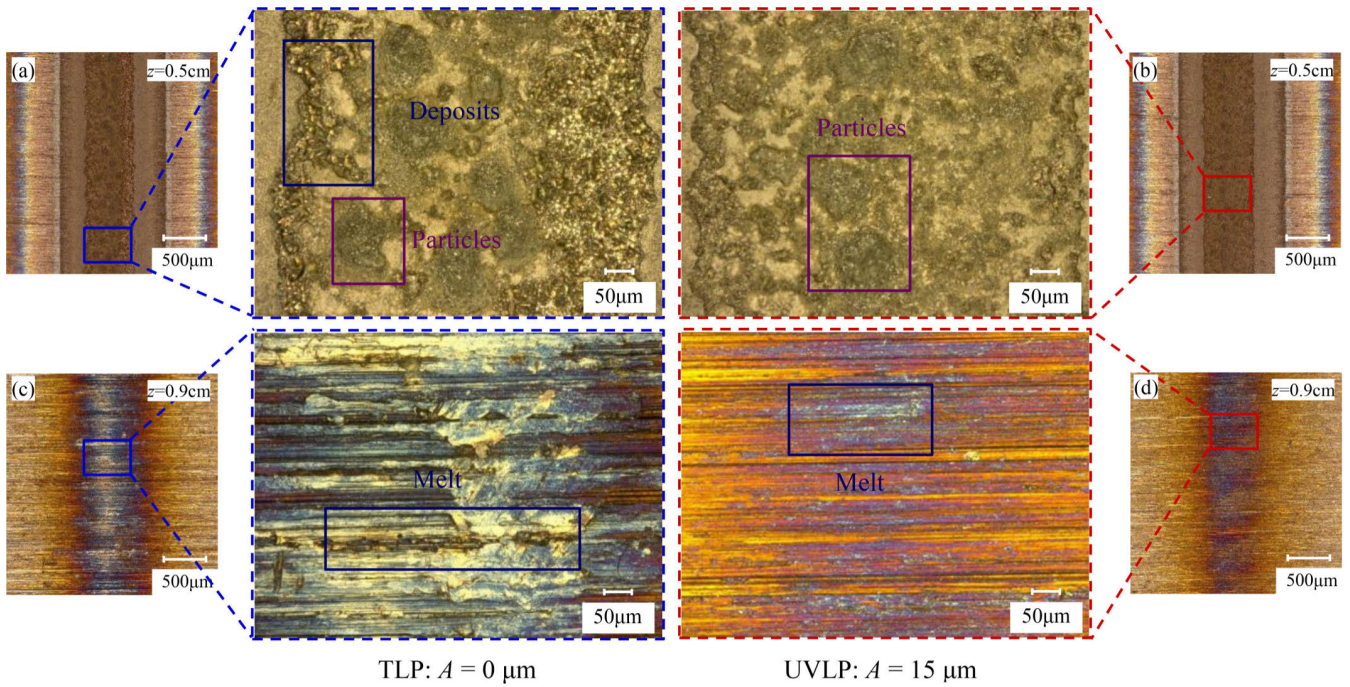 (a)
z=0.5cm
500μm
Deposits
Particles
50μm
Particles
50μm
(b)
z=0.5cm
500μm
(c)
z=0.9cm
500μm
Melt
50μm
Melt
50μm
(d)
z=0.9cm
500μm
TLP: A = 0 μm
UVLP: A = 15 μm